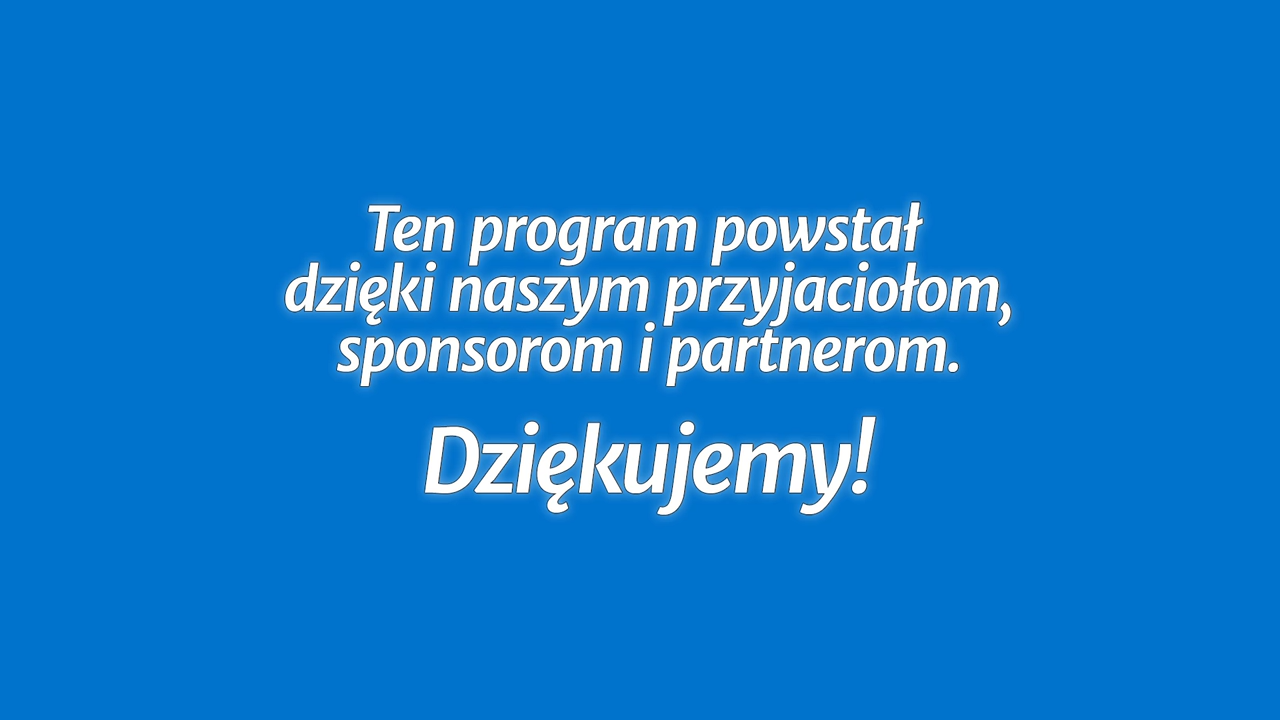 Ten program powstał
dzięki naszym przyjaciołom,
sponsorom i partnerom.
Dziękujemy!